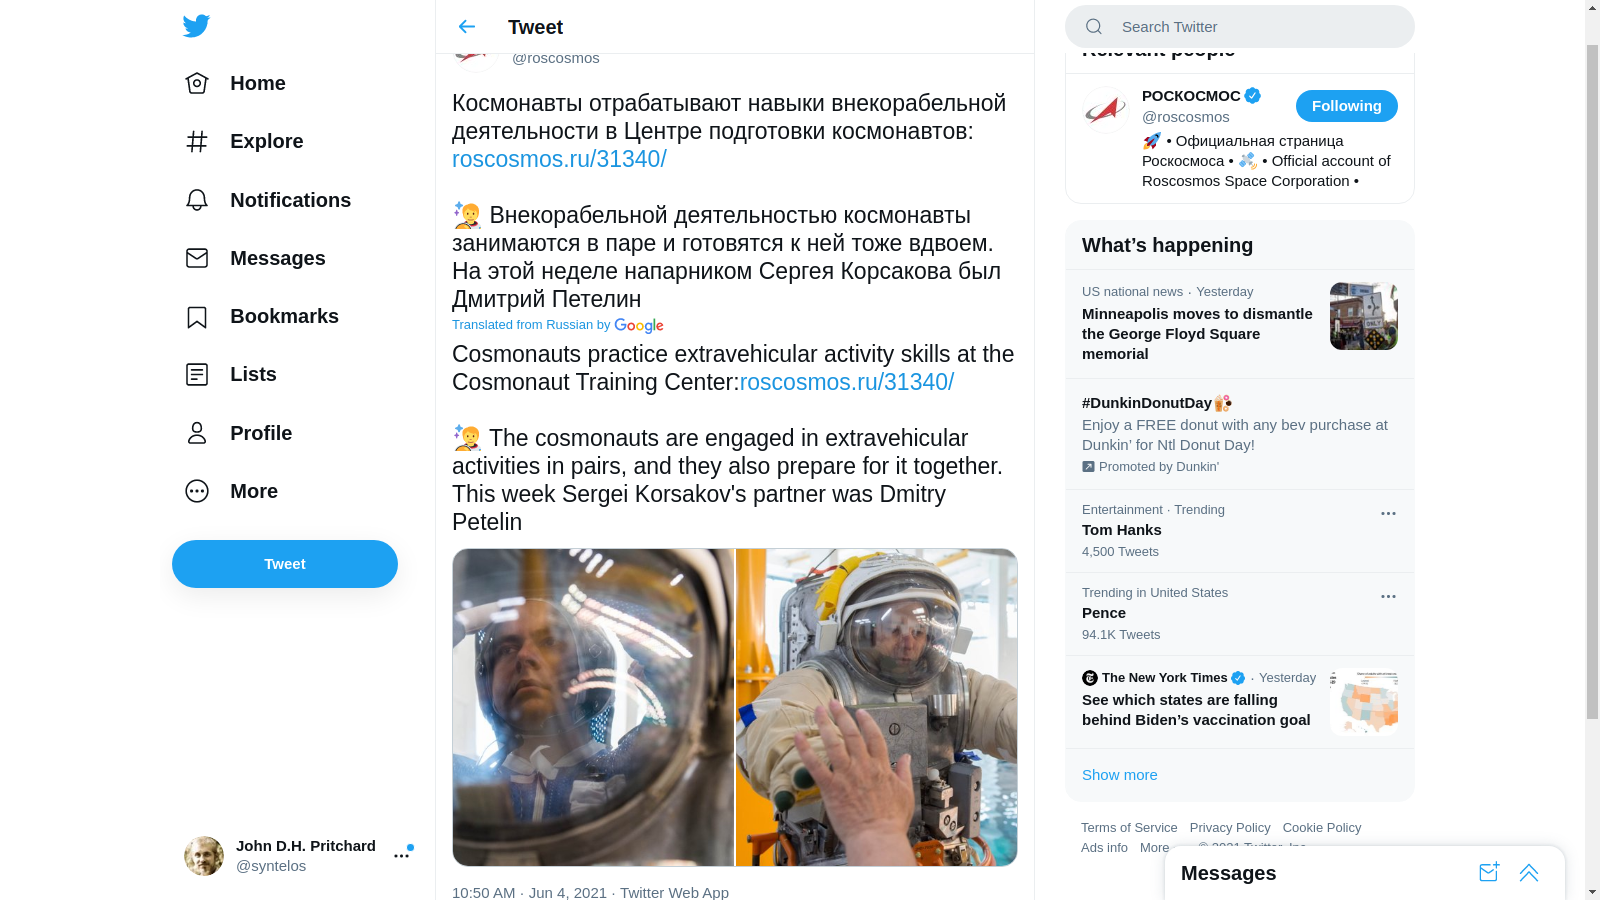 Home
Explore
Notifications
Messages
Bookmarks
Lists
Profile
More
Tweet
John D.H. Pritchard
@syntelos
Tweet
@roscosmos
Космонавты отрабатывают навыки внекорабельной
деятельности в Центре подготовки космонавтов:
roscosmos.ru/31340/
Внекорабельной деятельностью космонавты
занимаются в паре и готовятся к ней тоже вдвоем.
На этой неделе напарником Сергея Корсакова был
Дмитрий Петелин
Translated from Russian by Google
Cosmonauts practice extravehicular activity skills at the
Cosmonaut Training Center:roscosmos.ru/31340/
The cosmonauts are engaged in extravehicular
activities in pairs, and they also prepare for it together.
This week Sergei Korsakov's partner was Dmitry
Petelin
10:50 AM · Jun 4, 2021 · Twitter Web App
Search Twitter
Relevant people
РОСКОСМОС
@roscosmos
Following
• Официальная страница
Роскосмоса • • Official account of
Roscosmos Space Corporation •
What’s happening
US national news · Yesterday
Minneapolis moves to dismantle
the George Floyd Square
memorial
ONLY
#DunkinDonutDay
Enjoy a FREE donut with any bev purchase at
Dunkin’ for Ntl Donut Day!
Promoted by Dunkin'
Entertainment · Trending
Tom Hanks
4,500 Tweets
Trending in United States
Pence
94.1K Tweets
The New York Times · Yesterday
See which states are falling
behind Biden’s vaccination goal
Show more
Terms of Service Privacy Policy Cookie Policy
Ads info More © 2021 Twitter, Inc.
Messages